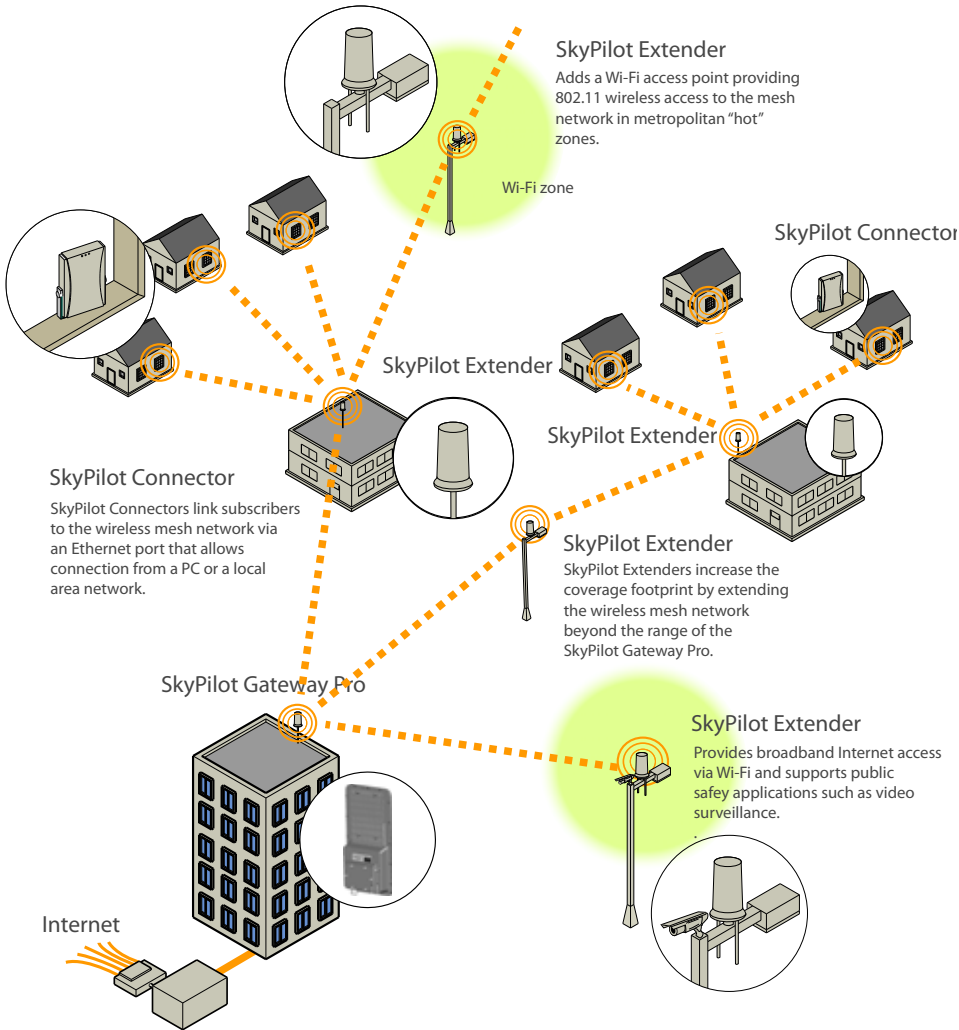 SkyPilot Extender
Adds a Wi-Fi access point providing
802.11 wireless access to the mesh
network in metropolitan “hot”
zones.
Wi-Fi zone
SkyPilot Connector
SkyPilot Extender
SkyPilot Extender
SkyPilot Connector
SkyPilot Connectors link subscribers
to the wireless mesh network via
an Ethernet port that allows
connection from a PC or a local
area network.
SkyPilot Extender
SkyPilot Extenders increase the
coverage footprint by extending
the wireless mesh network
beyond the range of the
SkyPilot Gateway Pro.
SkyPilot Gateway Pro
SkyPilot Extender
Provides broadband Internet access
via Wi-Fi and supports public
safey applications such as video
surveillance.
.
Internet